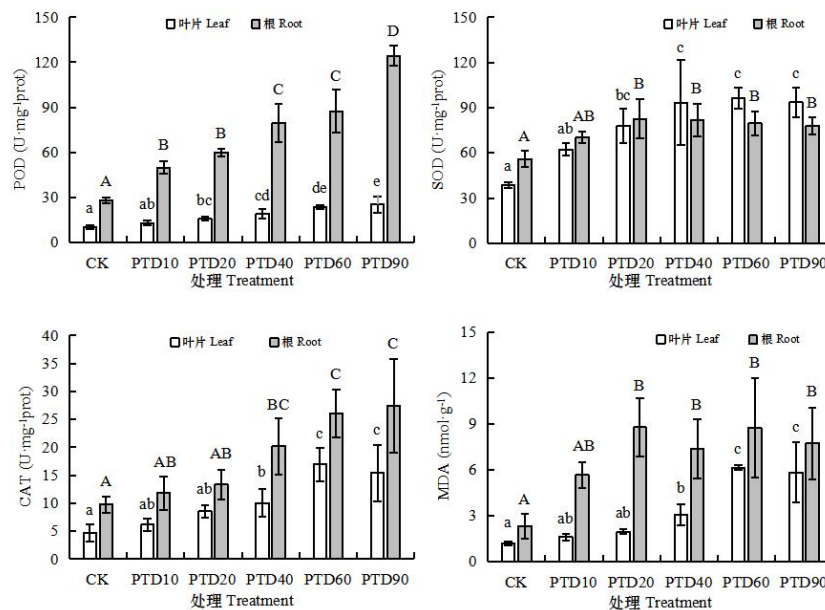 150
120
90
60
30
0
POD (U·mg⁻¹prot)
叶片 Leaf 根 Root
a A ab B bc B cd C de C e D
CK PTD10 PTD20 PTD40 PTD60 PTD90
处理 Treatment
150
120
90
60
30
0
SOD (U·mg⁻¹prot)
叶片 Leaf 根 Root
a A ab AB bc B c B c B c B
CK PTD10 PTD20 PTD40 PTD60 PTD90
处理 Treatment
40
35
30
25
20
15
10
5
0
CAT (U·mg⁻¹prot)
叶片 Leaf 根 Root
a A ab AB ab AB b BC c C c C
CK PTD10 PTD20 PTD40 PTD60 PTD90
处理 Treatment
15
12
9
6
3
0
MDA (nmol·g⁻¹)
叶片 Leaf 根 Root
a A ab AB ab B b B c B c B
CK PTD10 PTD20 PTD40 PTD60 PTD90
处理 Treatment